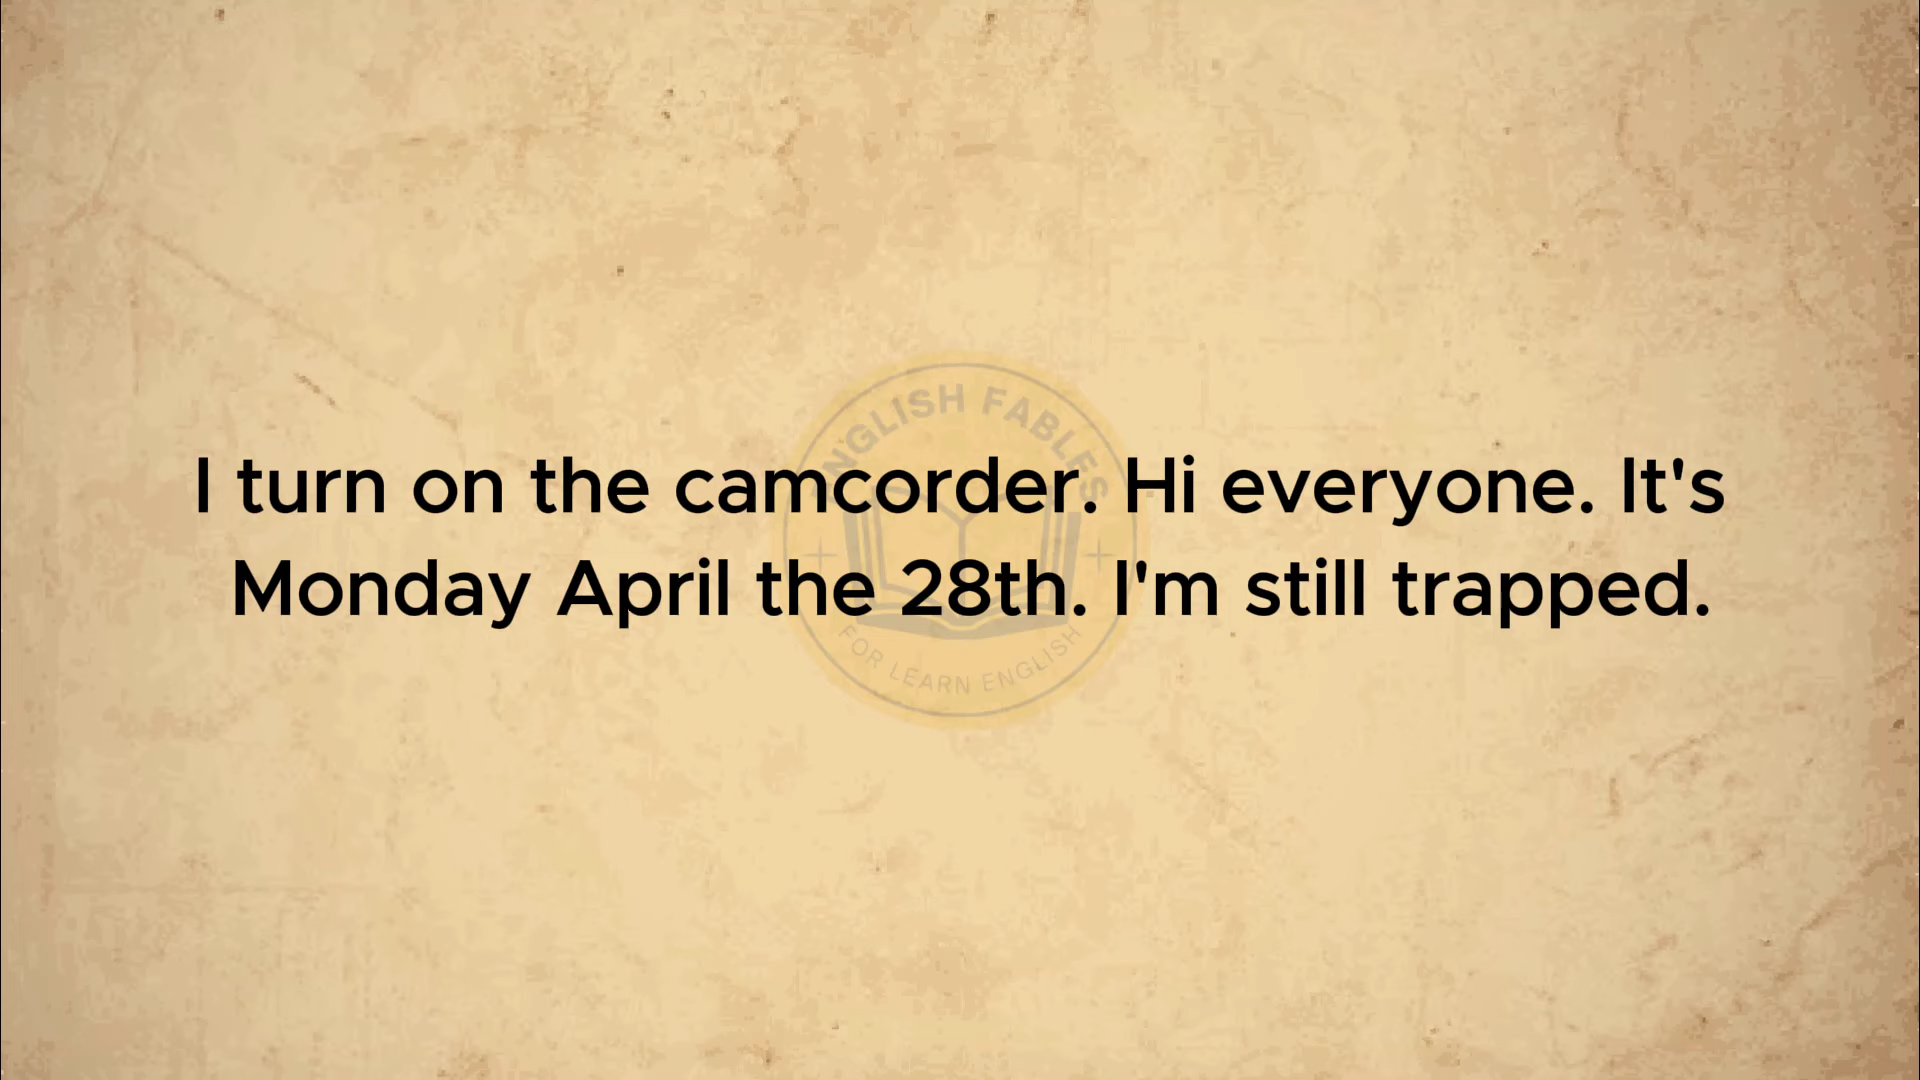 I turn on the camcorder. Hi everyone. It's
Monday April the 28th. I'm still trapped.
ENGLISH FABLES
FOR LEARN ENGLISH